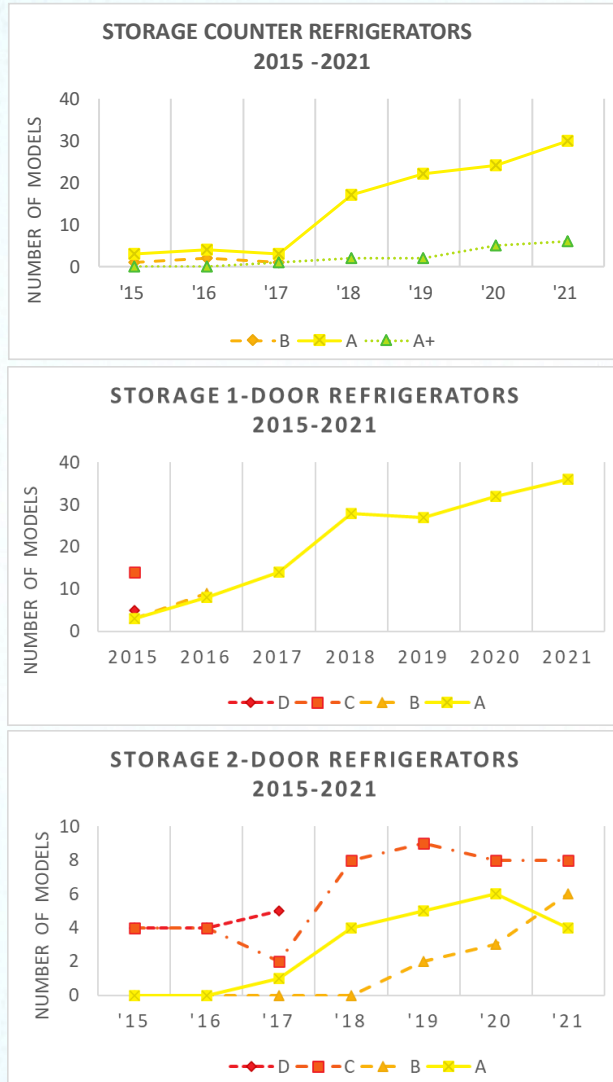 STORAGE COUNTER REFRIGERATORS
2015 -2021
NUMBER OF MODELS
40
30
20
10
0
'15 '16 '17 '18 '19 '20 '21
B A A+
STORAGE 1-DOOR REFRIGERATORS
2015-2021
NUMBER OF MODELS
40
30
20
10
0
2015 2016 2017 2018 2019 2020 2021
D C B A
STORAGE 2-DOOR REFRIGERATORS
2015-2021
NUMBER OF MODELS
10
8
6
4
2
0
'15 '16 '17 '18 '19 '20 '21
D C B A